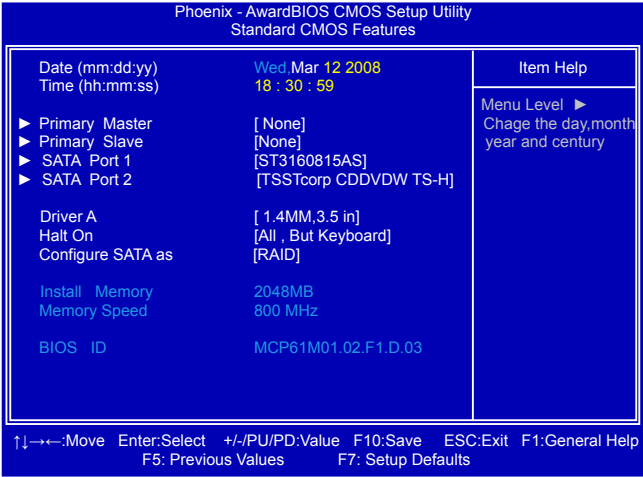 Phoenix - AwardBIOS CMOS Setup Utility
Standard CMOS Features
Date (mm:dd:yy) Wed,Mar 12 2008
Time (hh:mm:ss) 18 : 30 : 59
► Primary Master [ None]
► Primary Slave [None]
► SATA Port 1 [ST3160815AS]
► SATA Port 2 [TSSTcorp CDDVDW TS-H]
Driver A [ 1.4MM,3.5 in]
Halt On [All , But Keyboard]
Configure SATA as [RAID]
Install Memory 2048MB
Memory Speed 800 MHz
BIOS ID MCP61M01.02.F1.D.03
Item Help
Menu Level ►
Chage the day,month
year and century
↑↓→←:Move Enter:Select +/-/PU/PD:Value F10:Save ESC:Exit F1:General Help
F5: Previous Values F7: Setup Defaults